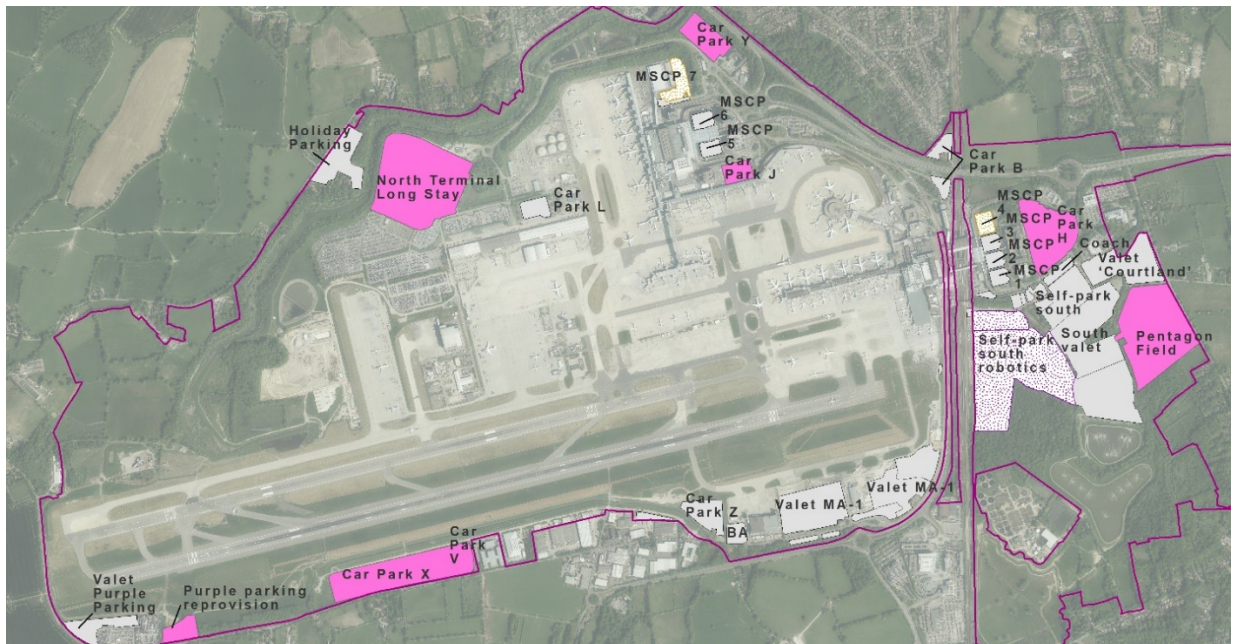 Car
Park Y
MSCP 7
MSCP
6
MSCP
5
Car
Park J
Holiday
Parking
North Terminal
Long Stay
Car
Park L
Car
Park B
MSCP
4
MSCP
3
MSCP
2
MSCP
1
Car
Park
H
Coach
Valet
'Courtland'
Self-park
south
South
valet
Self-park
south
robotics
Pentagon
Field
Valet MA-1
Valet MA-1
Car
Park Z
BA
Car
Park
V
Car Park X
Valet
Purple
Parking
Purple parking
reprovision